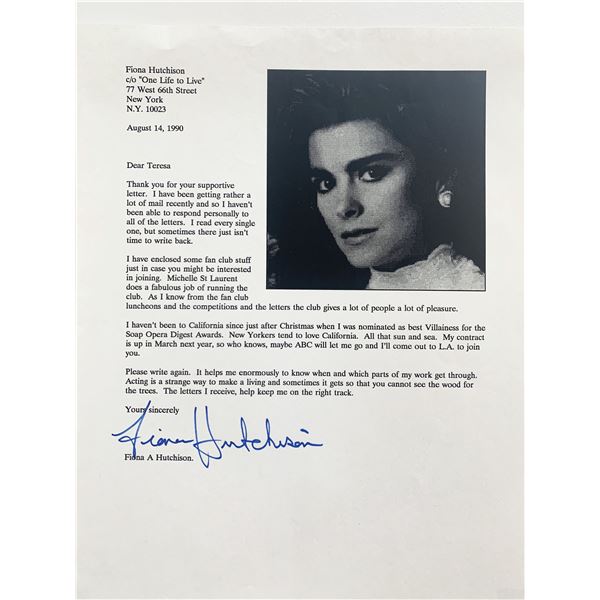 Fiona Hutchison
c/o "One Life to Live"
77 West 66th Street
New York
N.Y. 10023
August 14, 1990
Dear Teresa
Thank you for your supportive
letter. I have been getting rather a
lot of mail recently and so I haven't
been able to respond personally to
all of the letters. I read every single
one, but sometimes there just isn't
time to write back.
I have enclosed some fan club stuff
just in case you might be interested
in joining. Michelle St Laurent
does a fabulous job of running the
club. As I know from the fan club
luncheons and the competitions and the letters the club gives a lot of people a lot of pleasure.
I haven't been to California since just after Christmas when I was nominated as best Villainess for the
Soap Opera Digest Awards. New Yorkers tend to love California. All that sun and sea. My contract
is up in March next year, so who knows, maybe ABC will let me go and I'll come out to L.A. to join
you.
Please write again. It helps me enormously to know when and which parts of my work get through.
Acting is a strange way to make a living and sometimes it gets so that you cannot see the wood for
the trees. The letters I receive, help keep me on the right track.
Yours sincerely
Fiona Hutchison
Fiona A Hutchison.